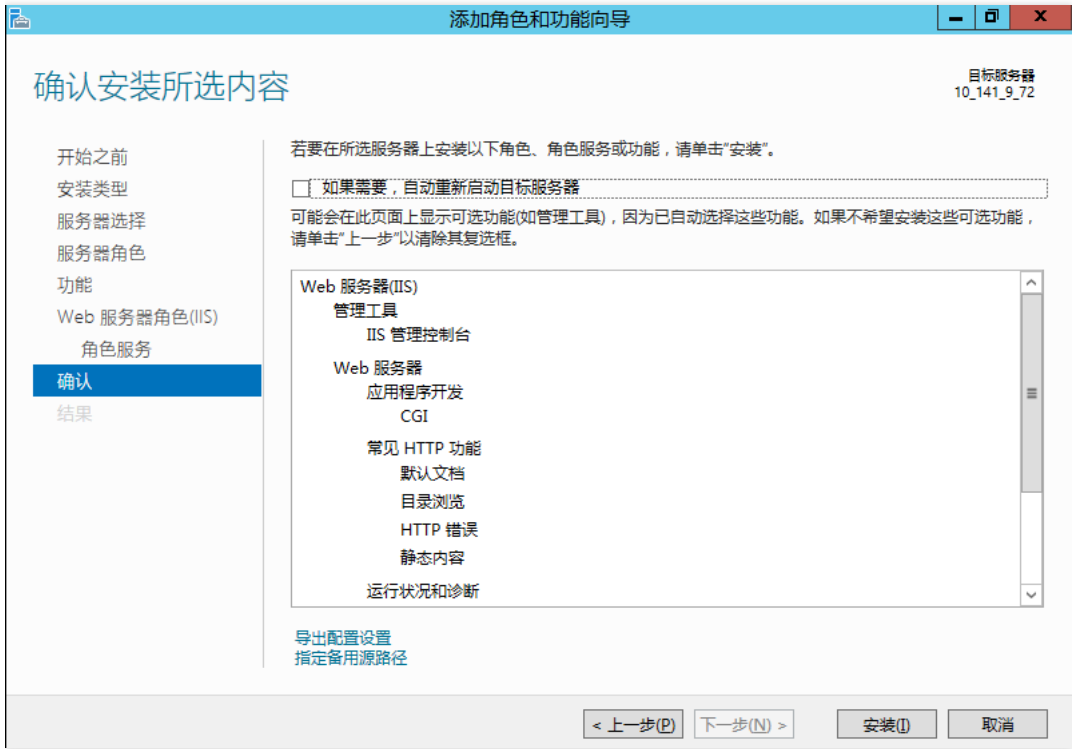 添加角色和功能向导
确认安装所选内容
目标服务器
10_141_9_72
开始之前
安装类型
服务器选择
服务器角色
功能
Web 服务器角色(IIS)
角色服务
确认
结果
若要在所选服务器上安装以下角色、角色服务或功能，请单击"安装"。
如果需要，自动重新启动目标服务器
可能会在此页面上显示可选功能(如管理工具)，因为已自动选择这些功能。如果不希望安装这些可选功能，
请单击"上一步"以清除其复选框。
Web 服务器(IIS)
管理工具
IIS 管理控制台
Web 服务器
应用程序开发
CGI
常见 HTTP 功能
默认文档
目录浏览
HTTP 错误
静态内容
运行状况和诊断
导出配置设置
指定备用源路径
< 上一步(P)
下一步(N) >
安装(I)
取消